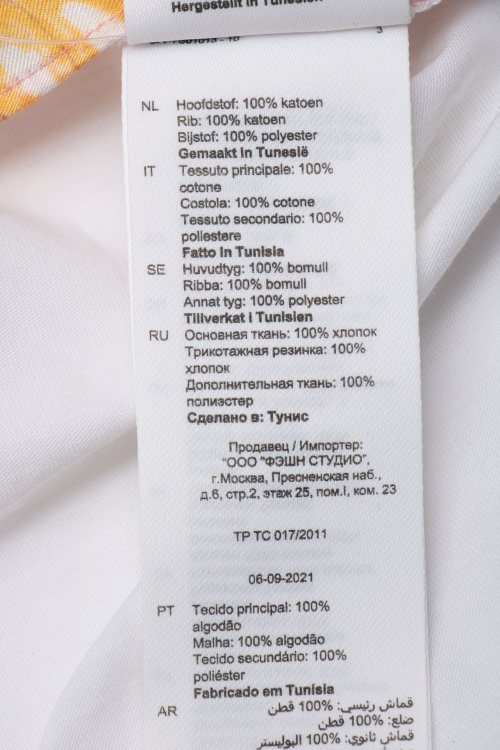 Hergestellt in Tunesien
3
NL Hoofdstof: 100% katoen
Rib: 100% katoen
Bijstof: 100% polyester
Gemaakt in Tunesië
IT Tessuto principale: 100%
cotone
Costola: 100% cotone
Tessuto secondario: 100%
poliestere
Fatto in Tunisia
SE Huvudtyg: 100% bomull
Ribba: 100% bomull
Annat tyg: 100% polyester
Tillverkat i Tunisien
RU Основная ткань: 100% хлопок
Трикотажная резинка: 100%
хлопок
Дополнительная ткань: 100%
полиэстер
Сделано в: Тунис
Продавец / Импортер:
"ООО "ФЭШН СТУДИО",
г.Москва, Пресненская наб.,
д.6, стр.2, этаж 25, пом.I, ком. 23
ТР ТС 017/2011
06-09-2021
PT Tecido principal: 100%
algodão
Malha: 100% algodão
Tecido secundário: 100%
poliéster
Fabricado em Tunísia
AR قماش رئيسي: 100% قطن
ضلع: 100% قطن
قماش ثانوي: 100% البوليستر